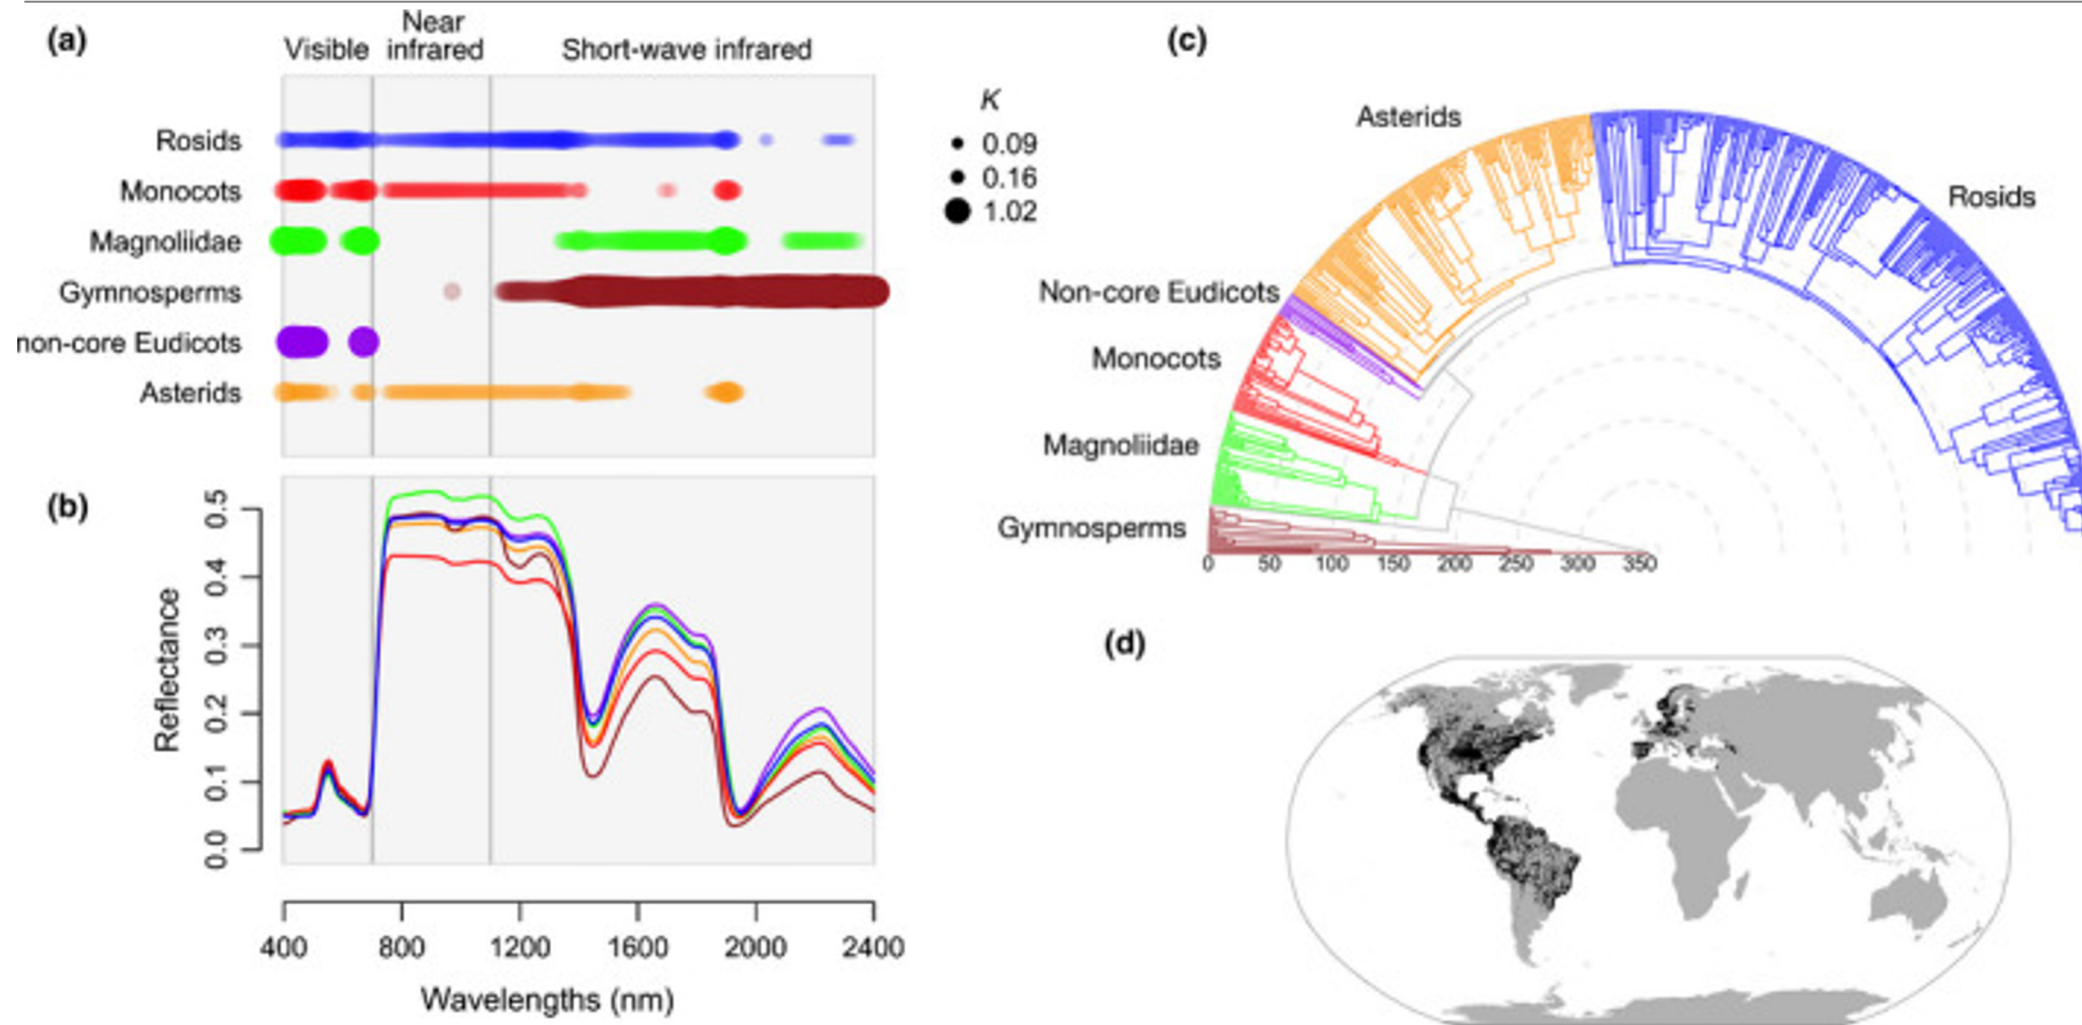 (a)
Visible
Near
infrared
Short-wave infrared
Rosids
Monocots
Magnoliidae
Gymnosperms
non-core Eudicots
Asterids
K
0.09
0.16
1.02
(b)
Reflectance
0.5
0.4
0.3
0.2
0.1
0.0
400 800 1200 1600 2000 2400
Wavelengths (nm)
(c)
Asterids
Rosids
Non-core Eudicots
Monocots
Magnoliidae
Gymnosperms
0 50 100 150 200 250 300 350
(d)